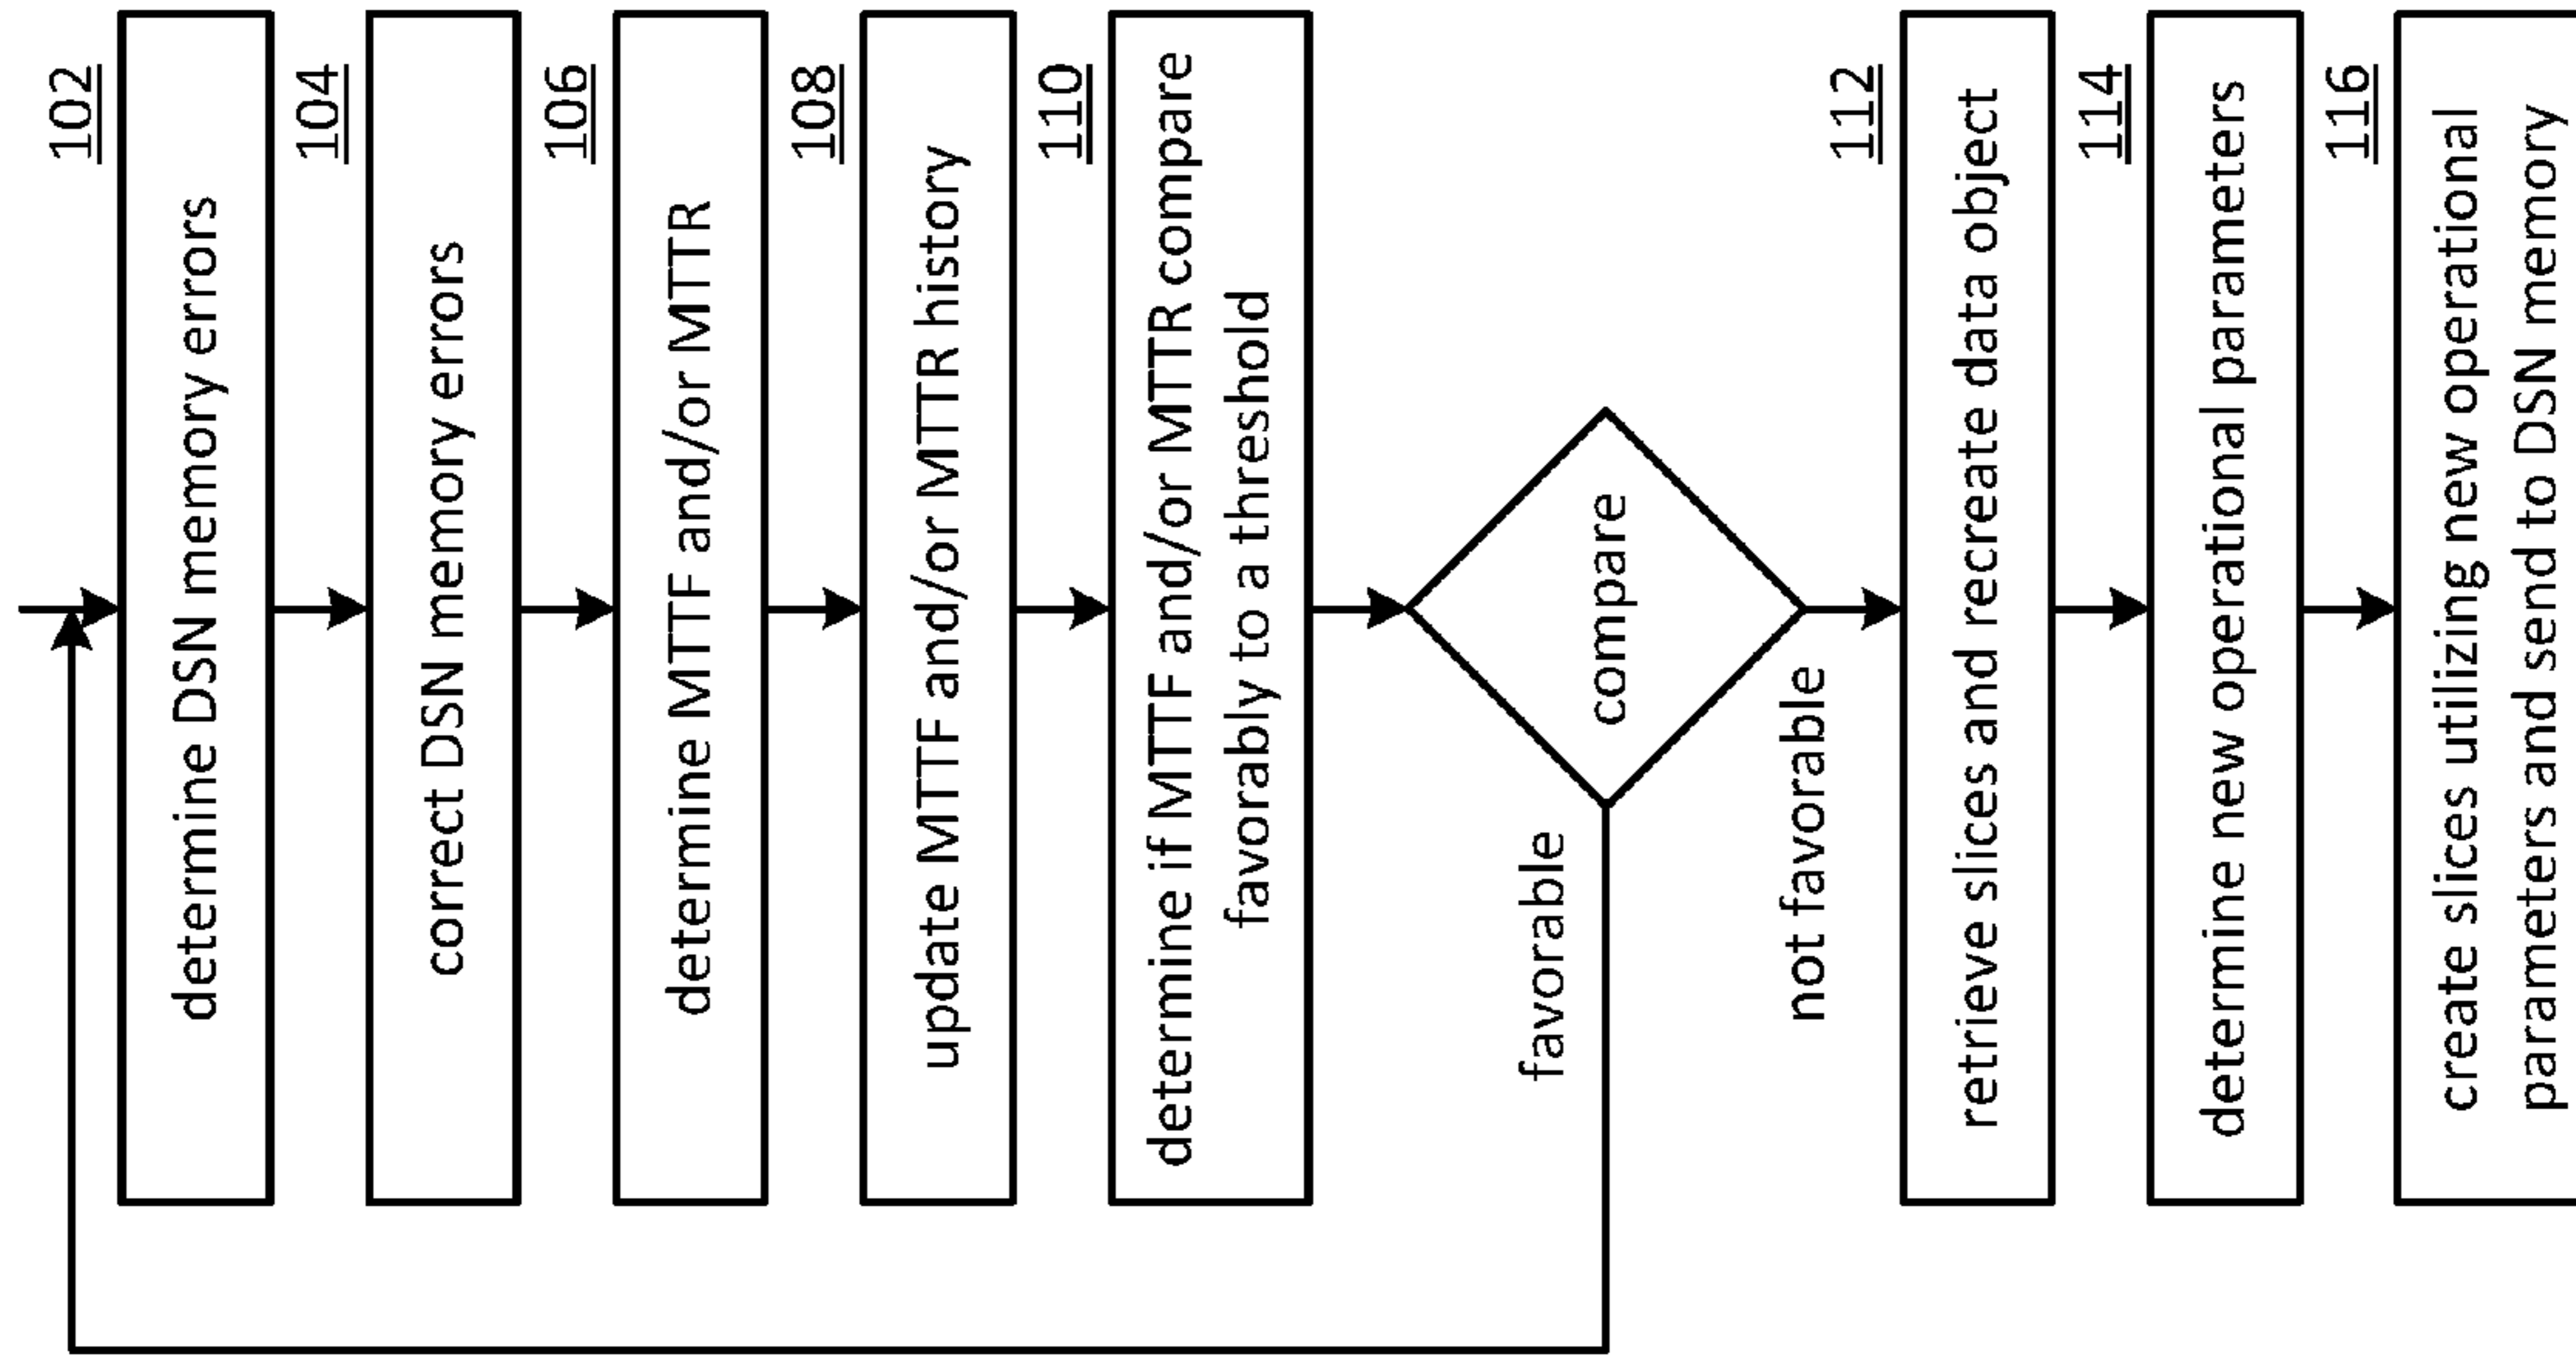 102
determine DSN memory errors
104
correct DSN memory errors
106
determine MTTF and/or MTTR
108
update MTTF and/or MTTR history
110
determine if MTTF and/or MTTR compare
favorably to a threshold
compare
favorable
not favorable
112
retrieve slices and recreate data object
114
determine new operational parameters
116
create slices utilizing new operational
parameters and send to DSN memory